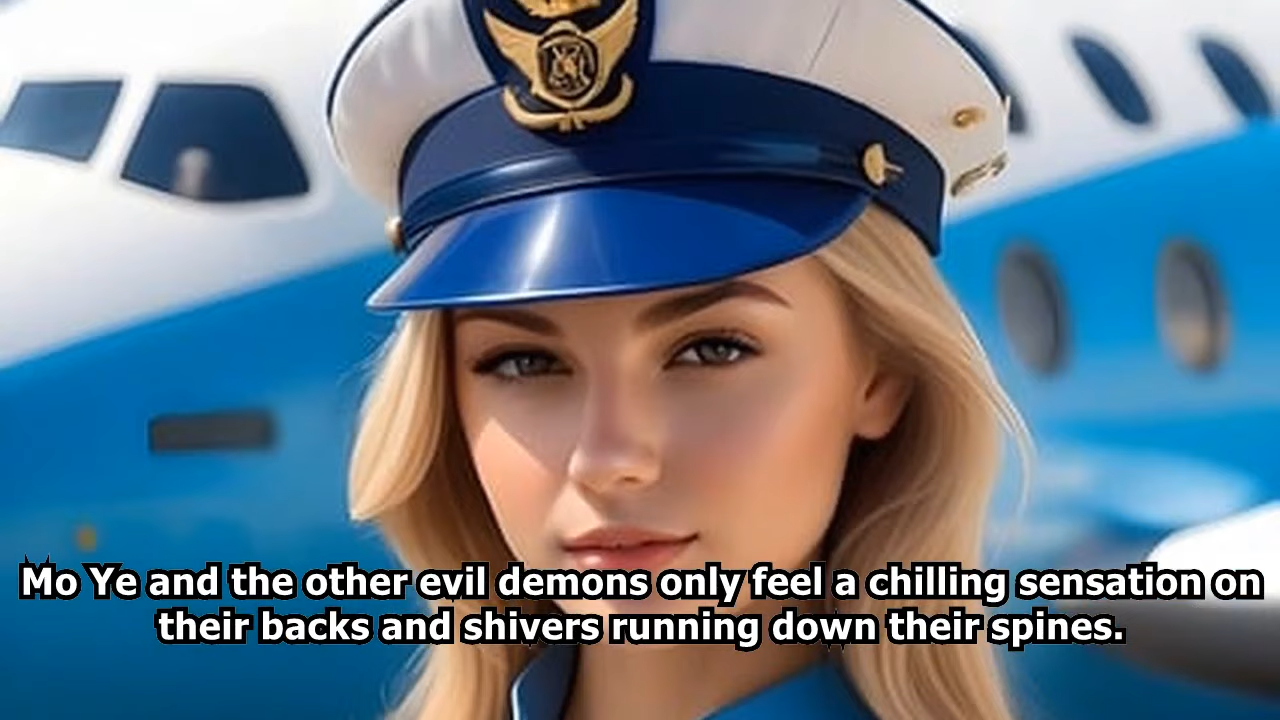 Mo Ye and the other evil demons only feel a chilling sensation on
their backs and shivers running down their spines.